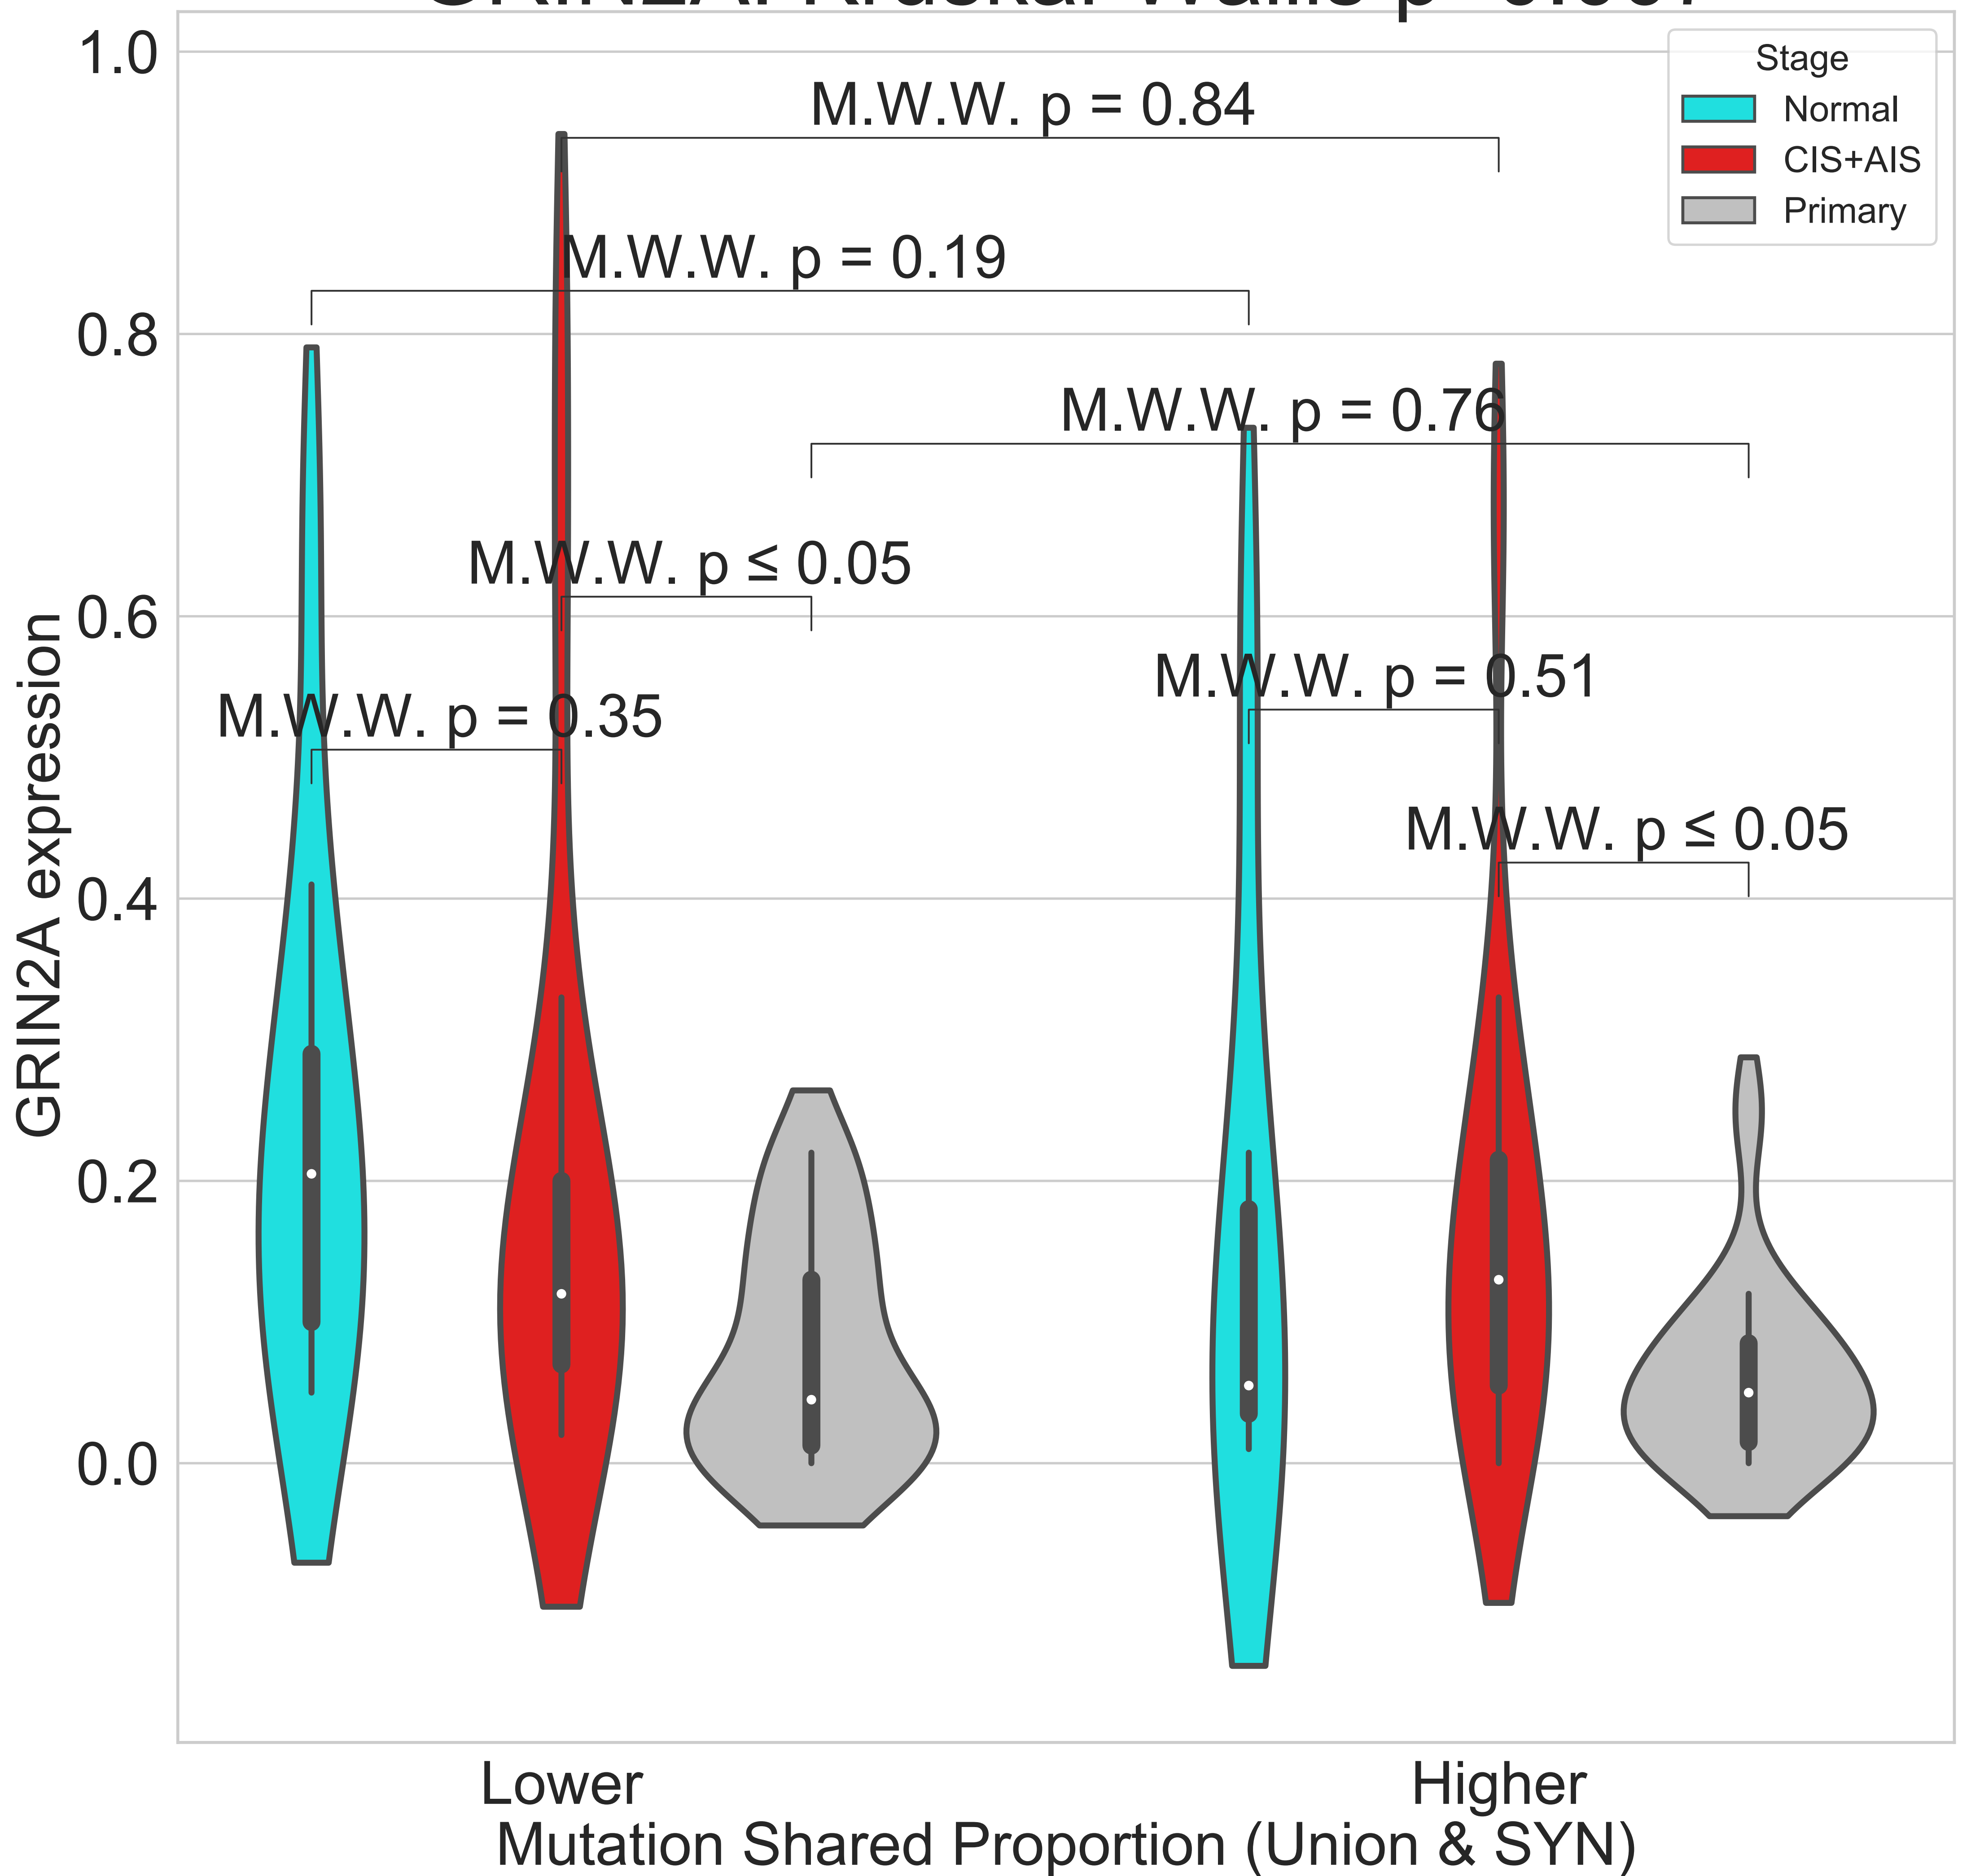 1.0
0.8
0.6
0.4
0.2
0.0
GRIN2A expression
Stage
Normal
CIS+AIS
Primary
M.W.W. p = 0.84
M.W.W. p = 0.19
M.W.W. p = 0.76
M.W.W. p ≤ 0.05
M.W.W. p = 0.51
M.W.W. p = 0.35
M.W.W. p ≤ 0.05
Lower
Higher
Mutation Shared Proportion (Union & SYN)